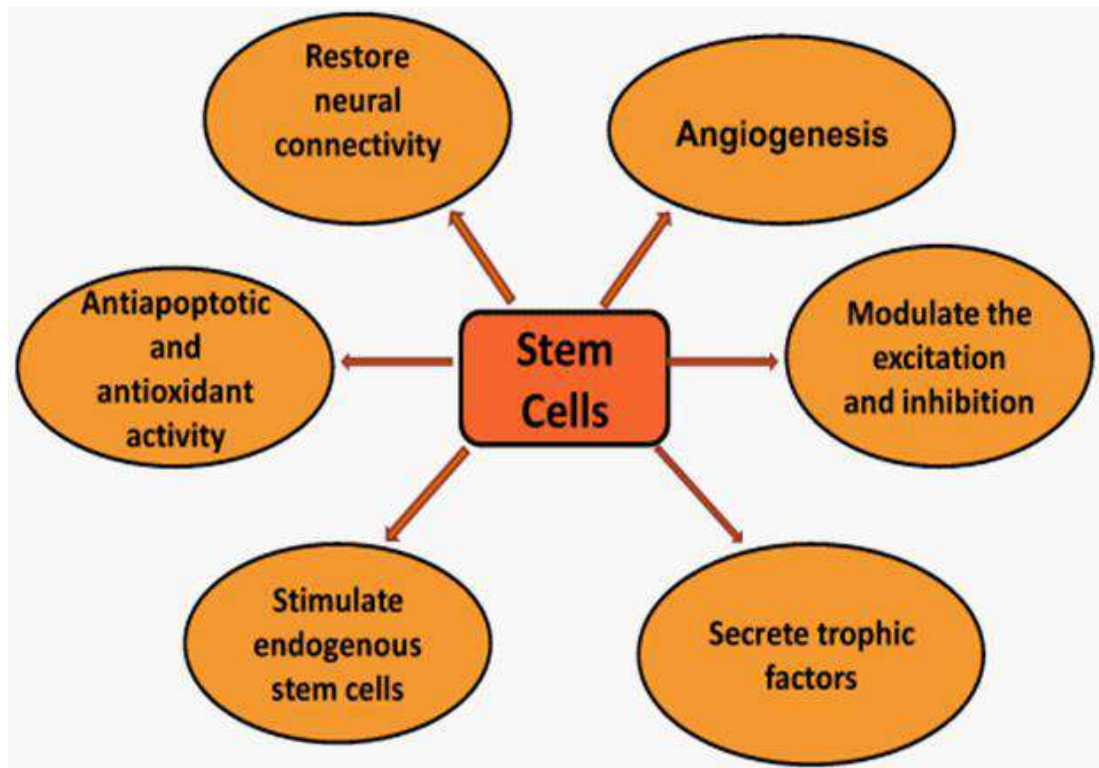 Restore
neural
connectivity
Angiogenesis
Antiapoptotic
and
antioxidant
activity
Stem
Cells
Modulate the
excitation
and inhibition
Stimulate
endogenous
stem cells
Secrete trophic
factors